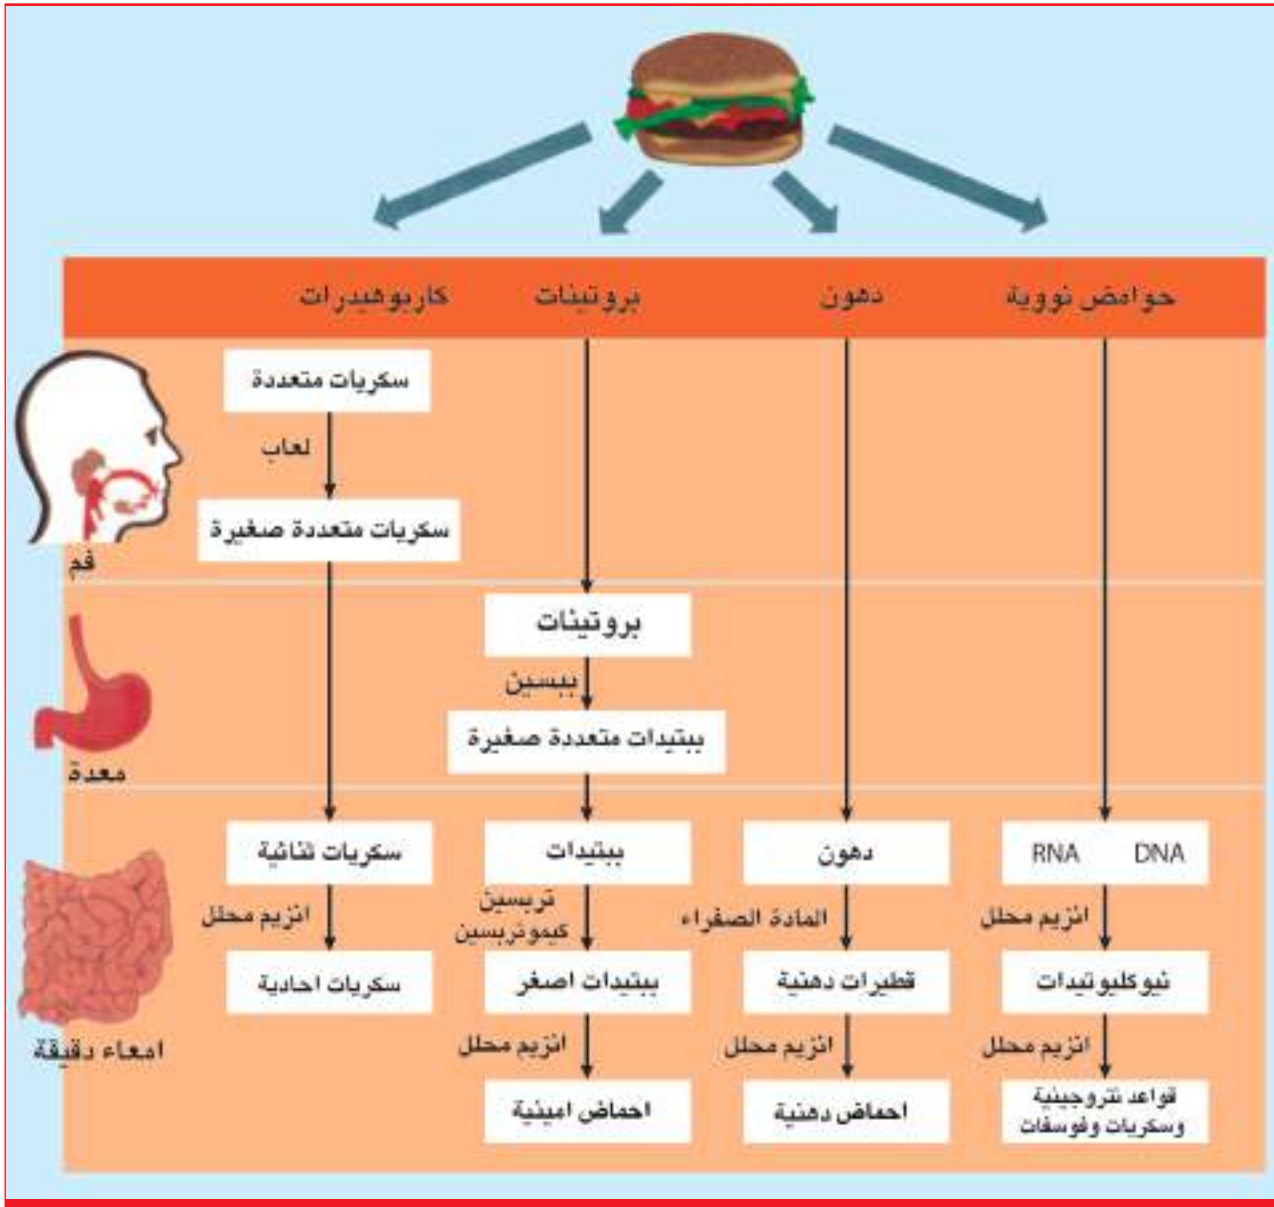 كاربوهيدرات
بروتينات
دهون
حوامض نووية
سكريات متعددة
لعاب
سكريات متعددة صغيرة
فم
بروتينات
ببسين
ببتيدات متعددة صغيرة
معدة
سكريات ثنائية
ببتيدات
دهون
RNA DNA
انزيم محلل
تربسين
كيموتربسين
المادة الصفراء
انزيم محلل
سكريات احادية
ببتيدات اصغر
قطيرات دهنية
نيوكليوتيدات
امعاء دقيقة
انزيم محلل
انزيم محلل
انزيم محلل
احماض امينية
احماض دهنية
قواعد نتروجينية
وسكريات وفوسفات